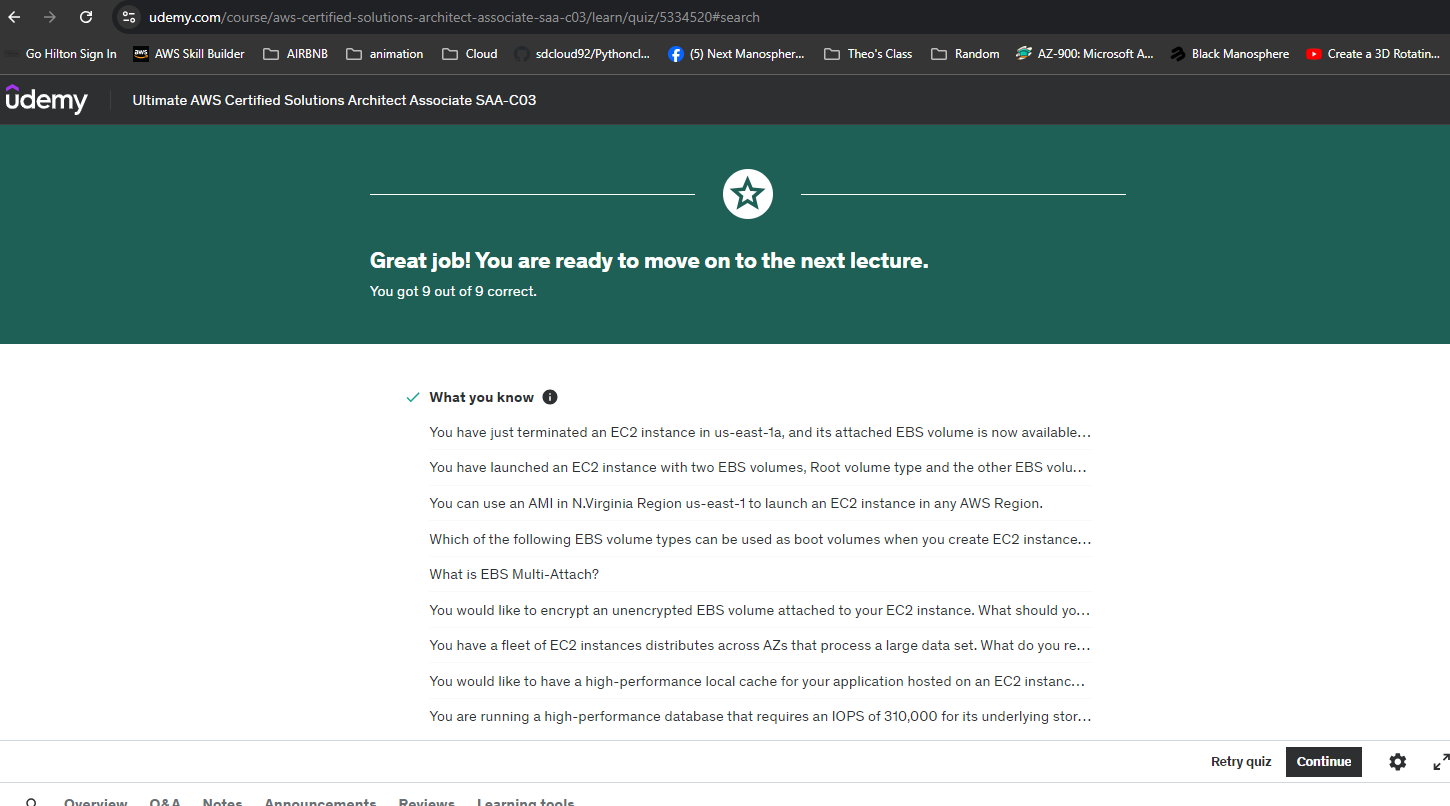 udemy.com/course/aws-certified-solutions-architect-associate-saa-c03/learn/quiz/5334520#search
Go Hilton Sign In aws AWS Skill Builder AIRBNB animation Cloud sdcloud92/Pythoncl... (5) Next Manospher... Theo's Class Random AZ-900: Microsoft A... Black Manosphere Create a 3D Rotatin...
udemy Ultimate AWS Certified Solutions Architect Associate SAA-C03
Great job! You are ready to move on to the next lecture.
You got 9 out of 9 correct.
What you know
You have just terminated an EC2 instance in us-east-1a, and its attached EBS volume is now available...
You have launched an EC2 instance with two EBS volumes, Root volume type and the other EBS volu...
You can use an AMI in N.Virginia Region us-east-1 to launch an EC2 instance in any AWS Region.
Which of the following EBS volume types can be used as boot volumes when you create EC2 instance...
What is EBS Multi-Attach?
You would like to encrypt an unencrypted EBS volume attached to your EC2 instance. What should yo...
You have a fleet of EC2 instances distributes across AZs that process a large data set. What do you re...
You would like to have a high-performance local cache for your application hosted on an EC2 instanc...
You are running a high-performance database that requires an IOPS of 310,000 for its underlying stor...
Retry quiz Continue
Overview Q&A Notes Announcements Reviews Learning tools